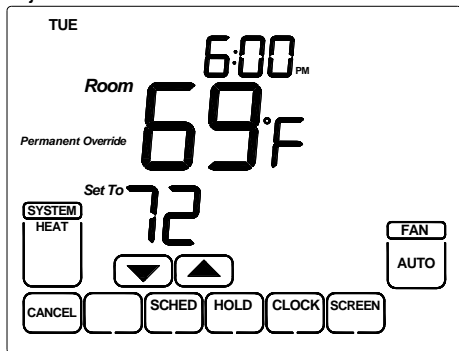 TUE
6:00 PM
Room
69°F
Permanent Override
Set To 72
SYSTEM
HEAT
FAN
AUTO
CANCEL SCHED HOLD CLOCK SCREEN